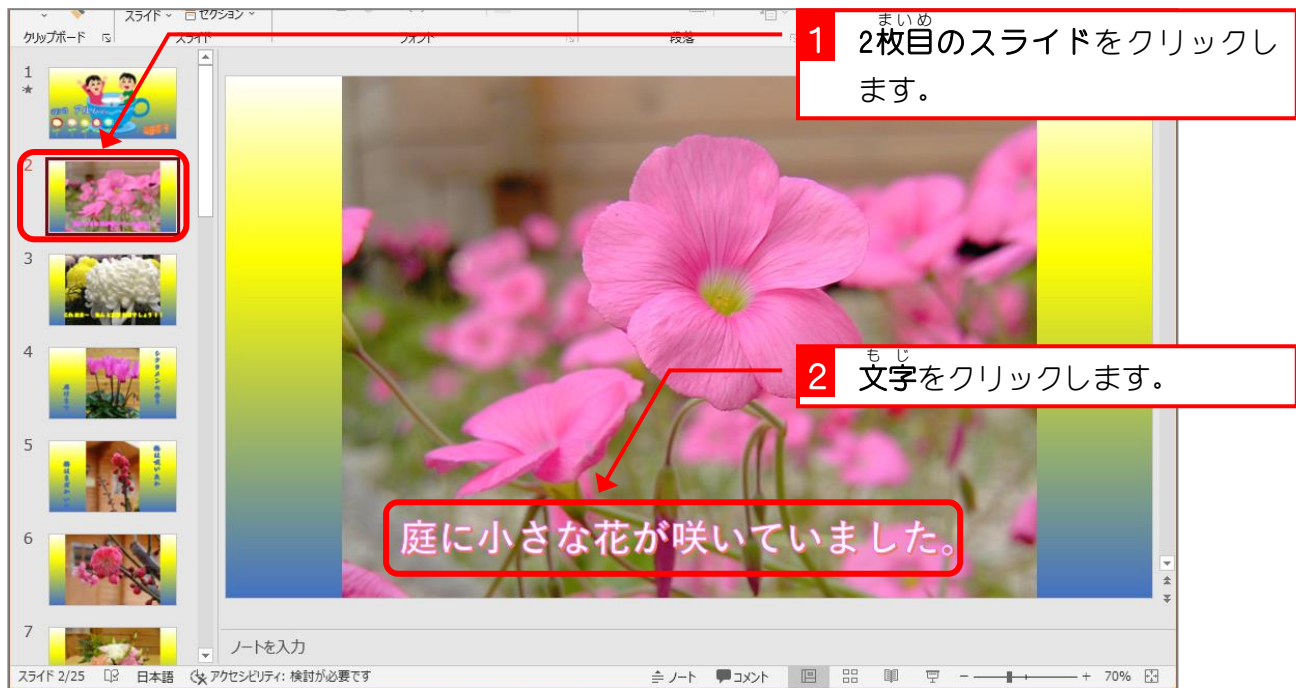 スライド
セクション
クリップボード
スライド
フォント
段落
1
まいめ
2枚目のスライドをクリックし
ます。
1
2
3
4
5
6
7
2
もじ
文字をクリックします。
庭に小さな花が咲いていました。
ノートを入力
スライド 2/25 日本語 アクセシビリティ: 検討が必要です ノート コメント - + 70%